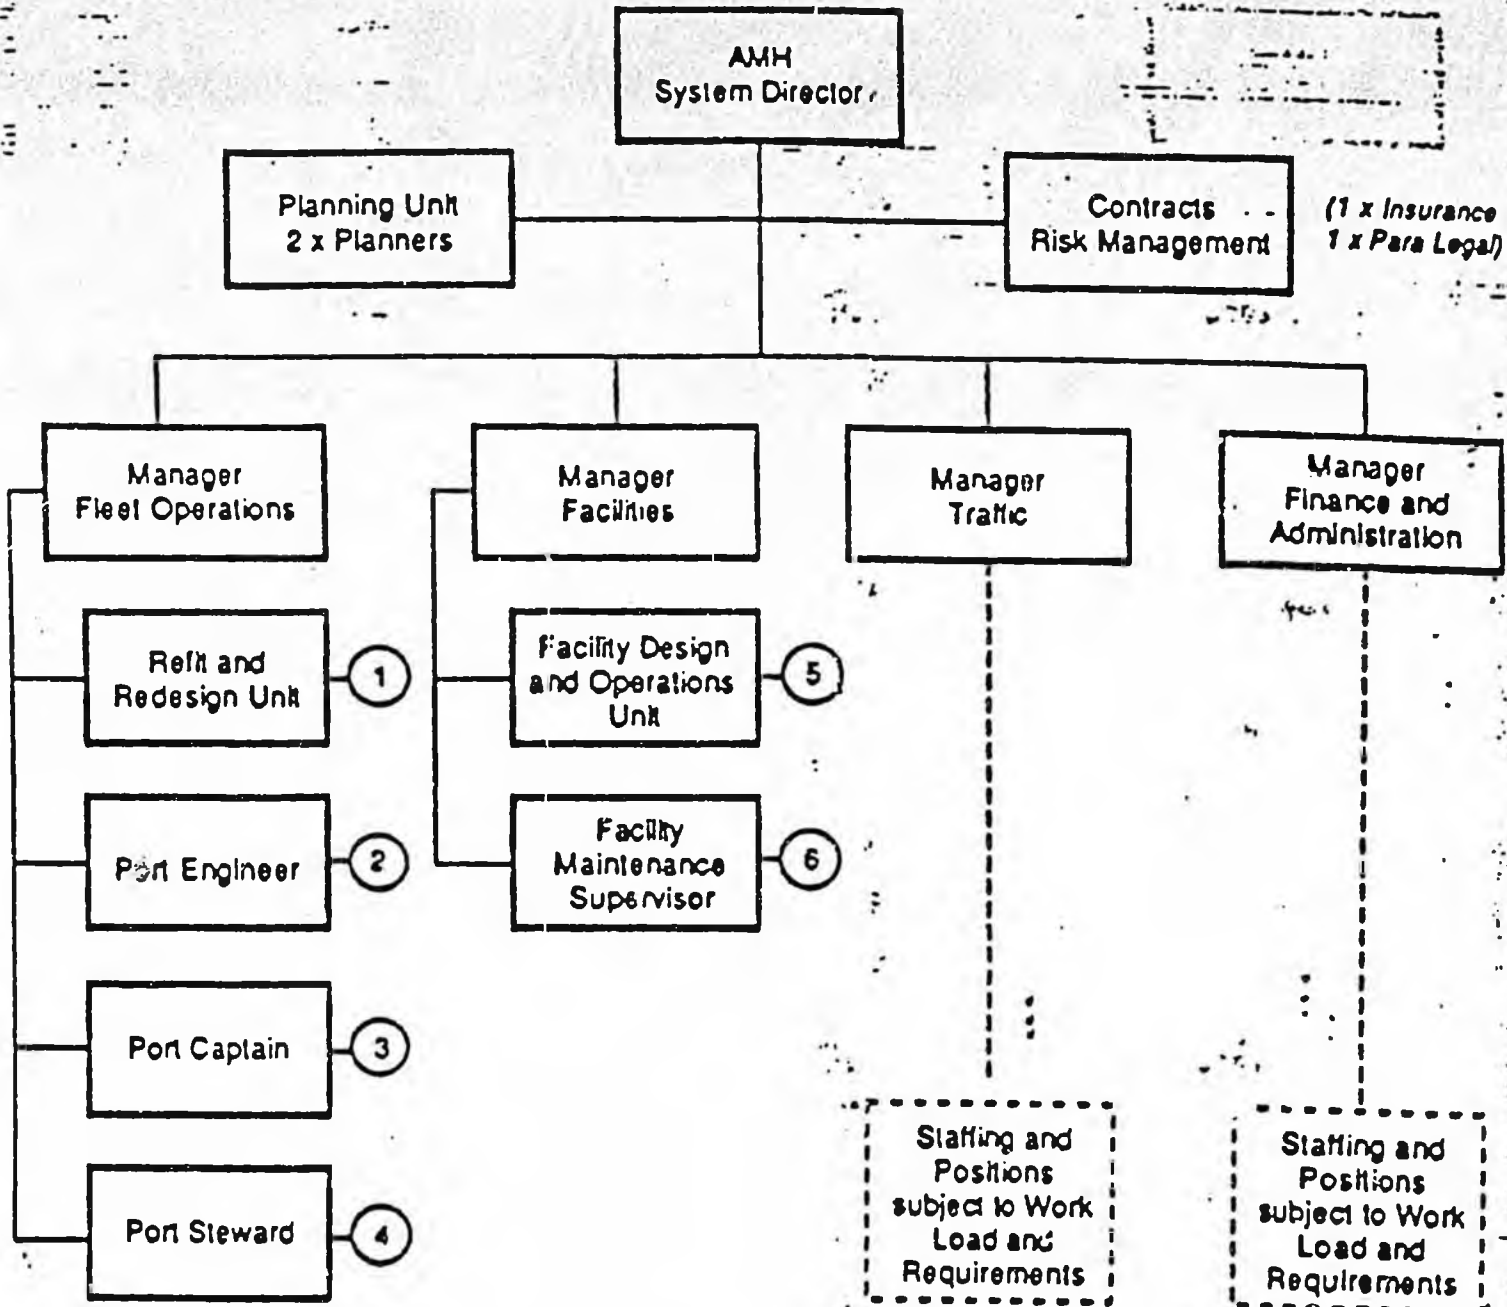 AMH
System Director
Planning Unit
2 x Planners
Contracts
Risk Management
(1 x Insurance
1 x Para Legal)
Manager
Fleet Operations
Manager
Facilities
Manager
Traffic
Manager
Finance and
Administration
Refit and
Redesign Unit
1
Facility Design
and Operations
Unit
5
Port Engineer
2
Facility
Maintenance
Supervisor
6
Port Captain
3
Port Steward
4
Staffing and
Positions
subject to Work
Load and
Requirements
Staffing and
Positions
subject to Work
Load and
Requirements